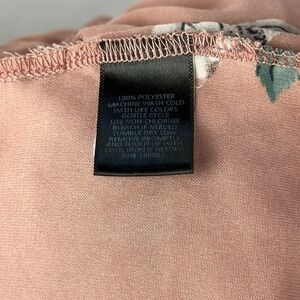 100% POLYESTER
MACHINE WASH COLD
WITH LIKE COLORS
GENTLE CYCLE
USE NON-CHLORINE
BLEACH IF NEEDED
TUMBLE DRY LOW
REMOVE PROMPTLY
AND TOUCH UP WITH
COOL IRON IF NEEDED
RN#